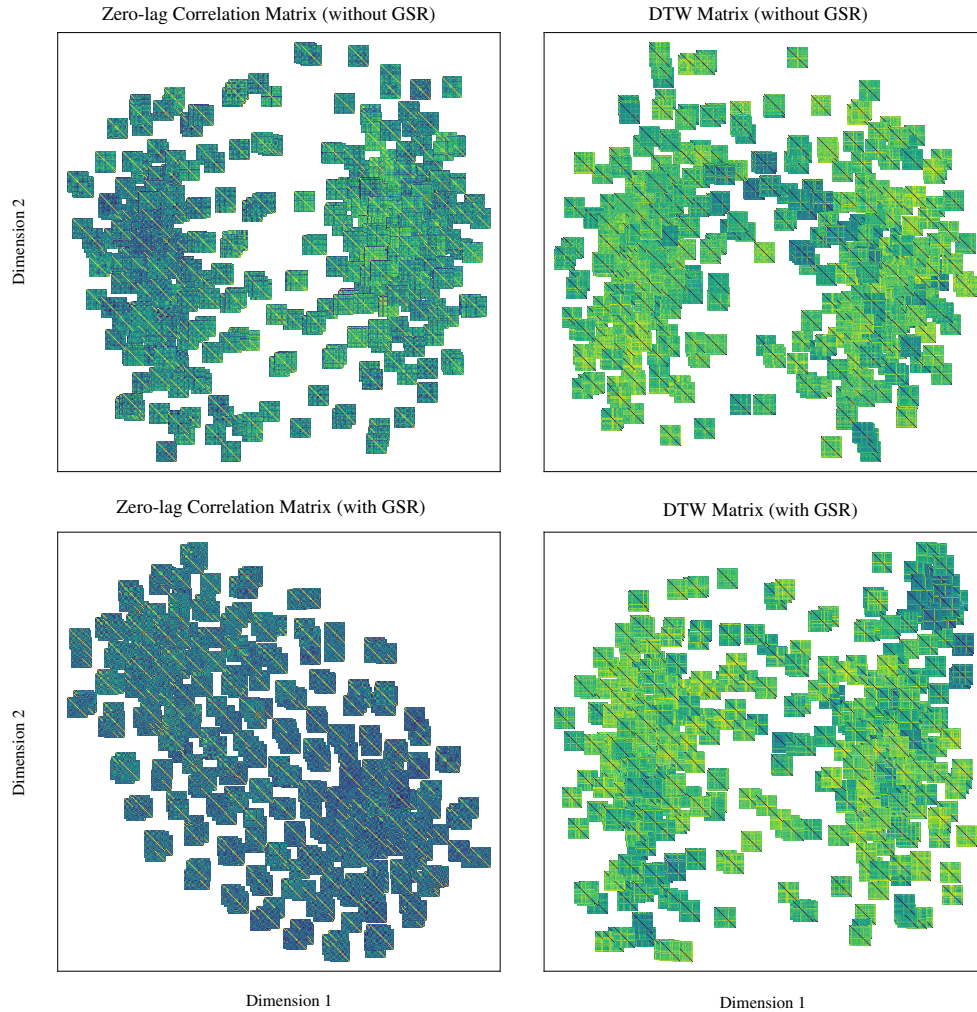 Zero-lag Correlation Matrix (without GSR)
DTW Matrix (without GSR)
Dimension 2
Zero-lag Correlation Matrix (with GSR)
DTW Matrix (with GSR)
Dimension 2
Dimension 1
Dimension 1